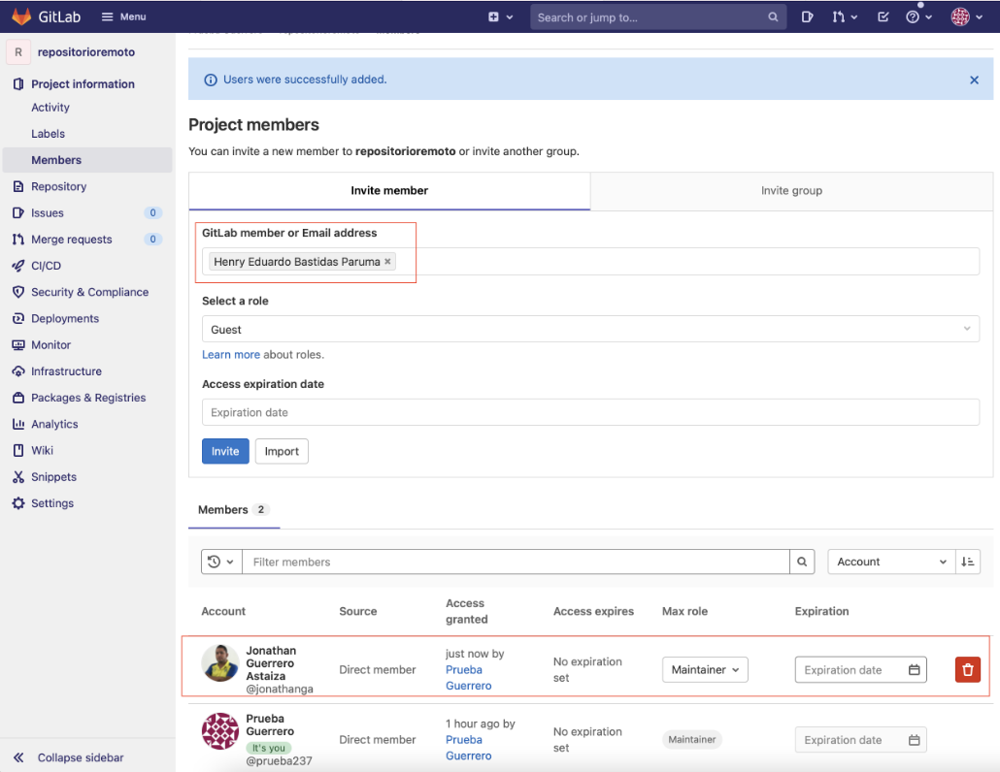 GitLab
Menu
Search or jump to...
R repositorioremoto
Project information
Activity
Labels
Members
Repository
Issues 0
Merge requests 0
CI/CD
Security & Compliance
Deployments
Monitor
Infrastructure
Packages & Registries
Analytics
Wiki
Snippets
Settings
Collapse sidebar
Users were successfully added.
Project members
You can invite a new member to repositorioremoto or invite another group.
Invite member
Invite group
GitLab member or Email address
Henry Eduardo Bastidas Paruma ×
Select a role
Guest
Learn more about roles.
Access expiration date
Expiration date
Invite
Import
Members 2
Filter members
Account
Account
Source
Access
granted
Access expires
Max role
Expiration
Jonathan
Guerrero
Astaiza
@jonathanga
Direct member
just now by
Prueba
Guerrero
No expiration
set
Maintainer
Expiration date
Prueba
Guerrero
It's you
@prueba237
Direct member
1 hour ago by
Prueba
Guerrero
No expiration
set
Maintainer
Expiration date